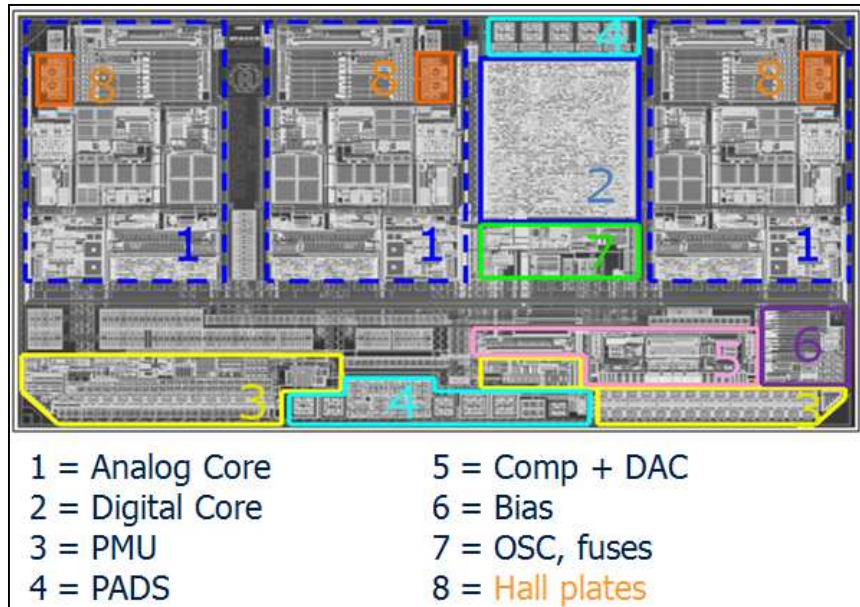 4
8
8
8
2
1
1
1
7
6
5
3
4
3
1 = Analog Core
2 = Digital Core
3 = PMU
4 = PADS
5 = Comp + DAC
6 = Bias
7 = OSC, fuses
8 = Hall plates